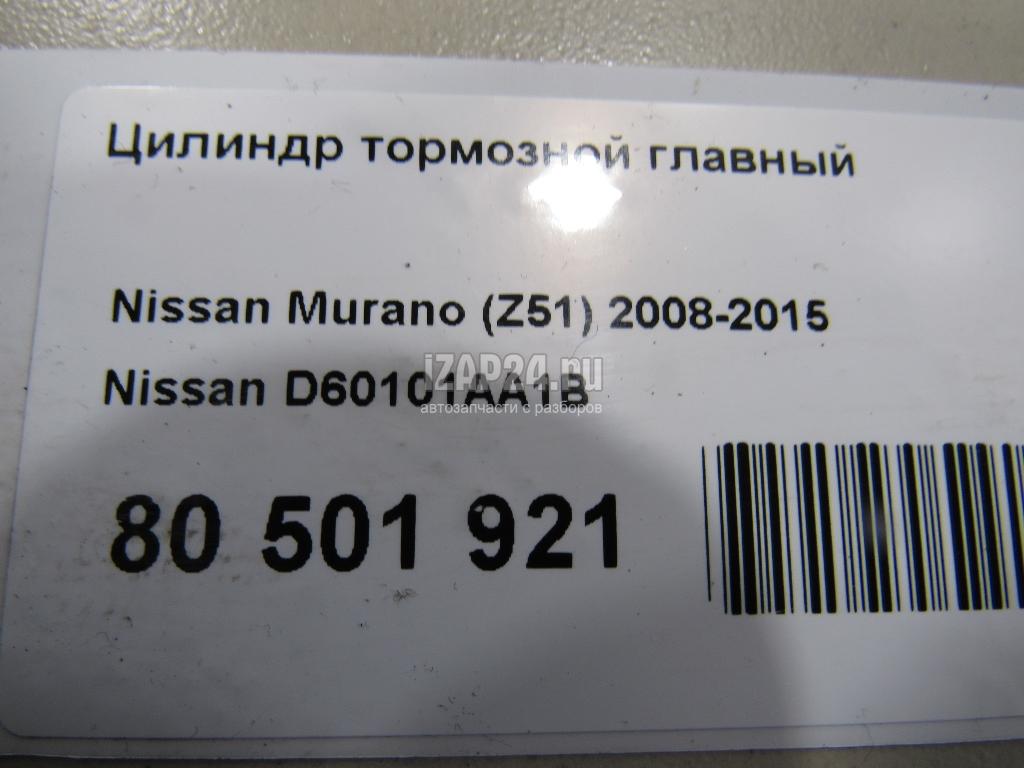 Цилиндр тормозной главный
Nissan Murano (Z51) 2008-2015
iZAP24.ru
Nissan D60101AA1B
автозапчасти с разборов
80 501 921